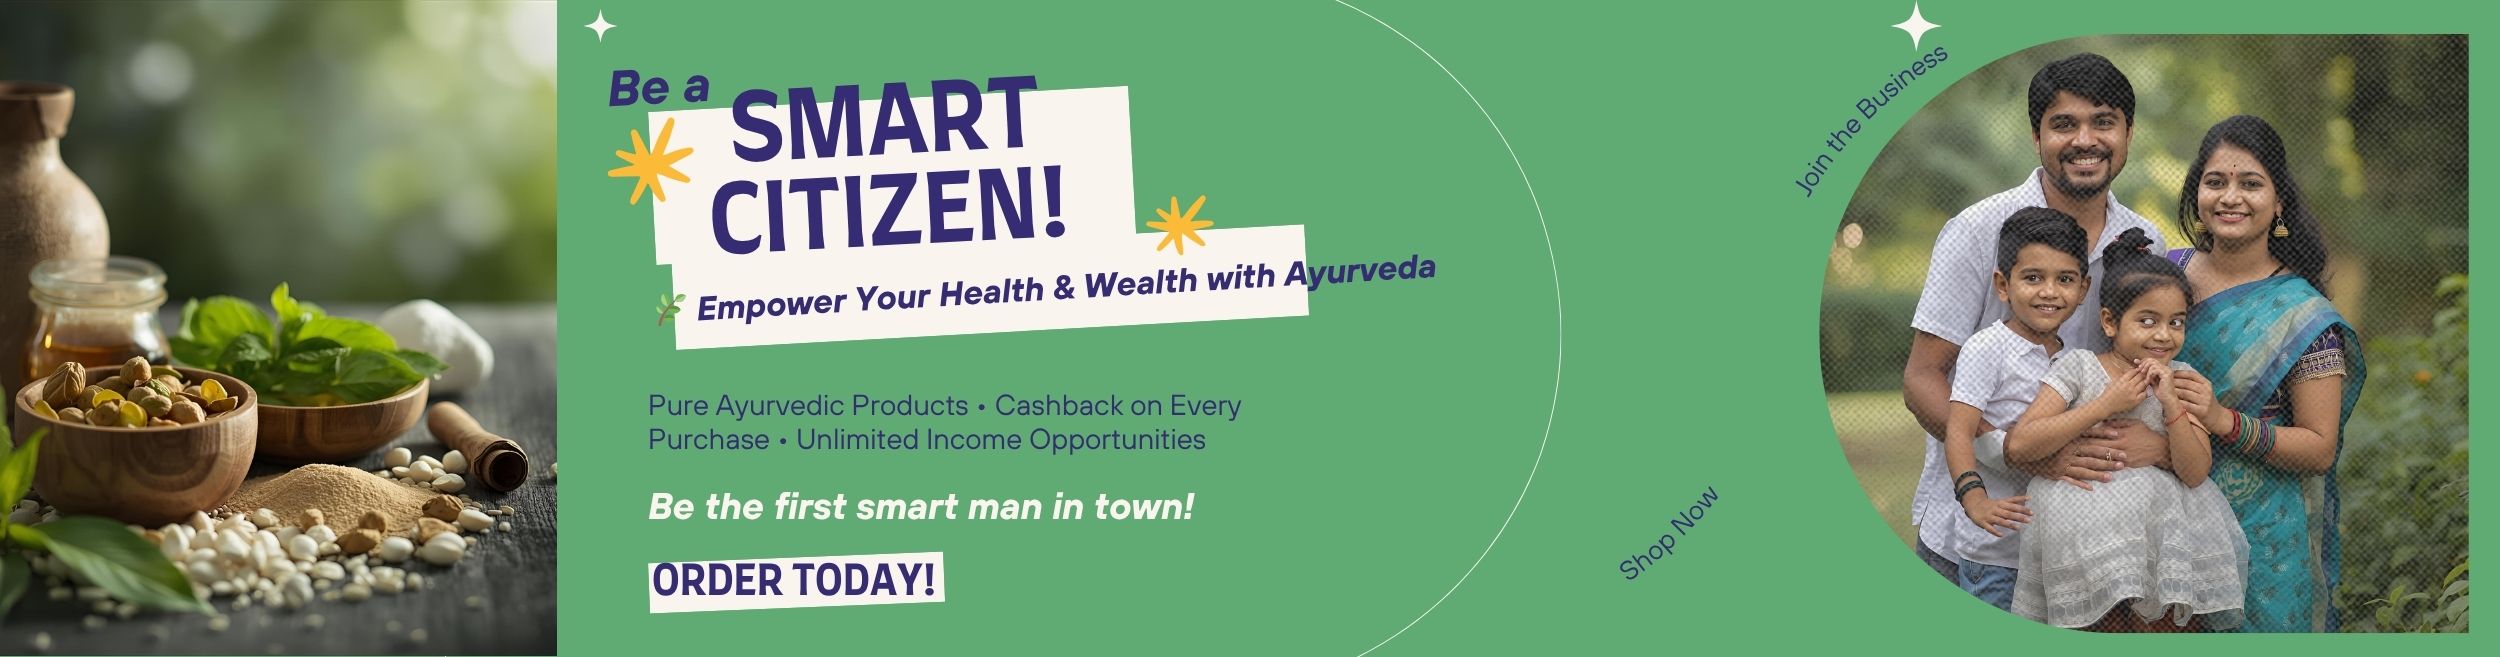 Be a
SMART
CITIZEN!
🌿 Empower Your Health & Wealth with Ayurveda
Pure Ayurvedic Products • Cashback on Every
Purchase • Unlimited Income Opportunities
Be the first smart man in town!
ORDER TODAY!
Join the Business
Shop Now